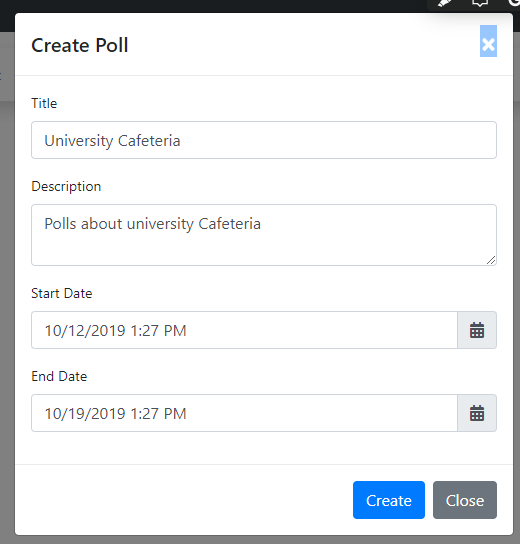 Create Poll
×
Title
University Cafeteria
Description
Polls about university Cafeteria
Start Date
10/12/2019 1:27 PM
End Date
10/19/2019 1:27 PM
Create Close